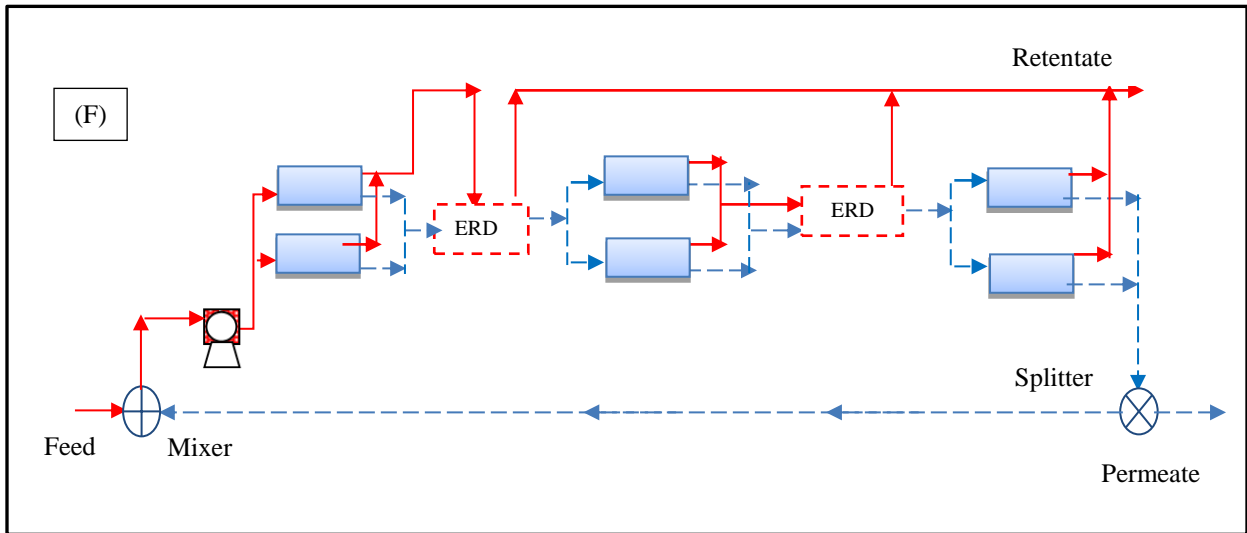 Retentate
(F)
ERD
ERD
Splitter
Feed
Mixer
Permeate